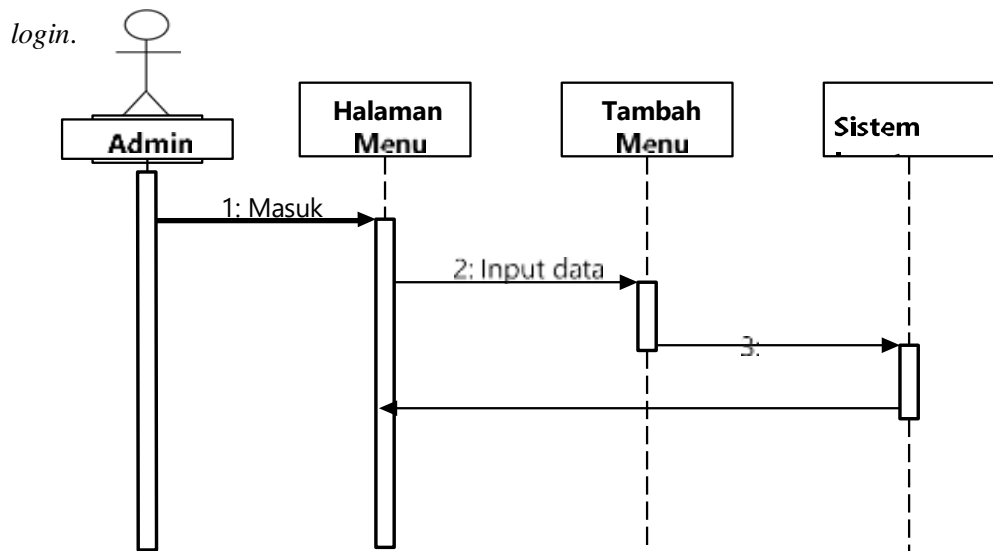 login.
Admin
Halaman
Menu
Tambah
Menu
Sistem
1: Masuk
2: Input data
3: